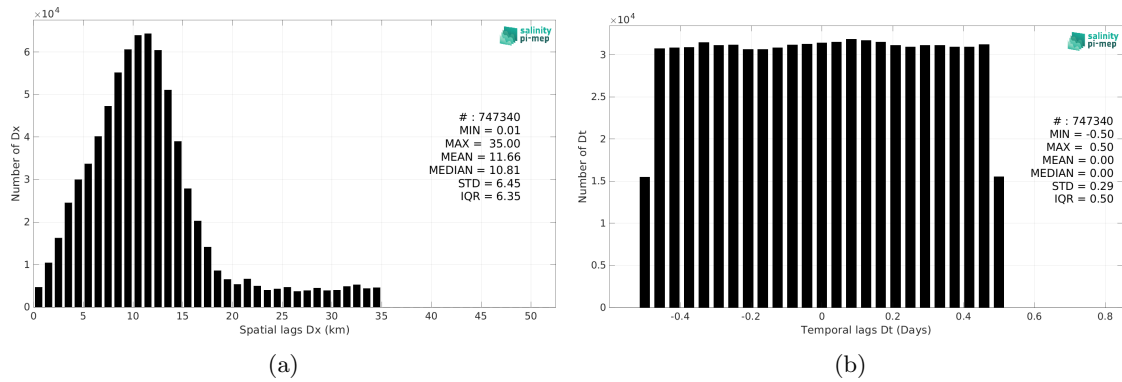 ×10^4
6
5
4
3
2
1
0
Number of Dx
0 5 10 15 20 25 30 35 40 45 50
Spatial lags Dx (km)
salinity
pi-mep
# : 747340
MIN = 0.01
MAX = 35.00
MEAN = 11.66
MEDIAN = 10.81
STD = 6.45
IQR = 6.35
(a)
×10^4
3
2.5
2
1.5
1
0.5
0
Number of Dt
-0.4 -0.2 0 0.2 0.4 0.6 0.8
Temporal lags Dt (Days)
salinity
pi-mep
# : 747340
MIN = -0.50
MAX = 0.50
MEAN = 0.00
MEDIAN = 0.00
STD = 0.29
IQR = 0.50
(b)